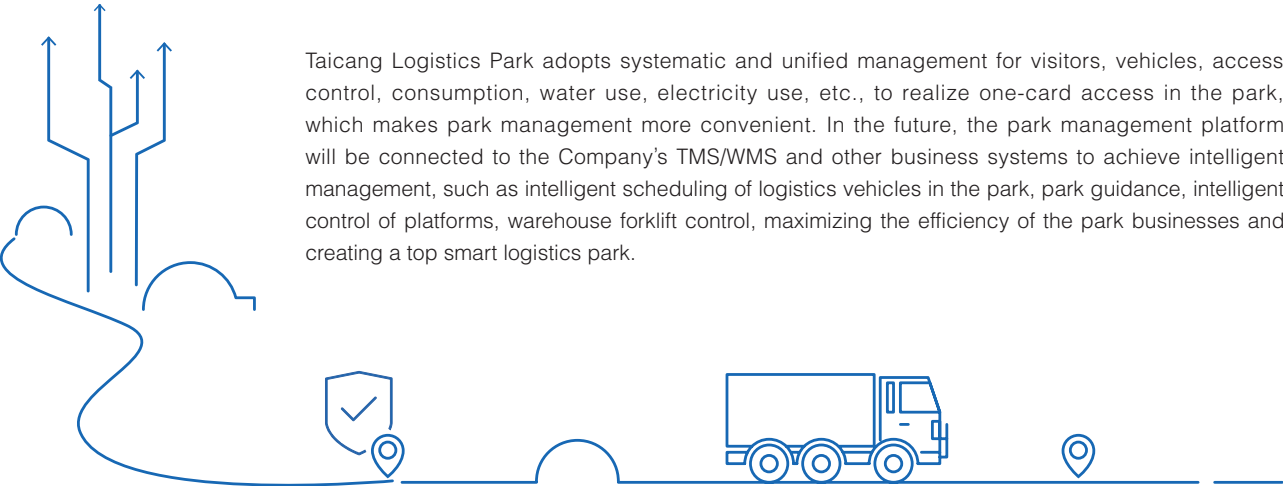 Taicang Logistics Park adopts systematic and unified management for visitors, vehicles, access
control, consumption, water use, electricity use, etc., to realize one-card access in the park,
which makes park management more convenient. In the future, the park management platform
will be connected to the Company’s TMS/WMS and other business systems to achieve intelligent
management, such as intelligent scheduling of logistics vehicles in the park, park guidance, intelligent
control of platforms, warehouse forklift control, maximizing the efficiency of the park businesses and
creating a top smart logistics park.